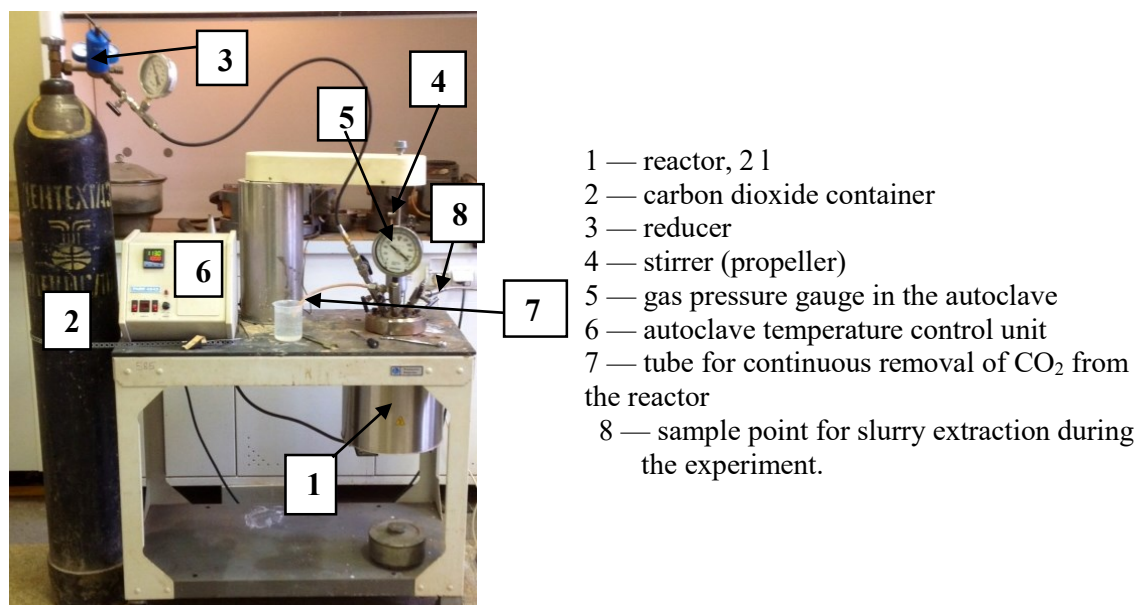 3
4
5
8
6
7
2
1
ЛЕНТЕХГАЗ
1 — reactor, 2 l
2 — carbon dioxide container
3 — reducer
4 — stirrer (propeller)
5 — gas pressure gauge in the autoclave
6 — autoclave temperature control unit
7 — tube for continuous removal of CO₂ from
the reactor
8 — sample point for slurry extraction during
the experiment.